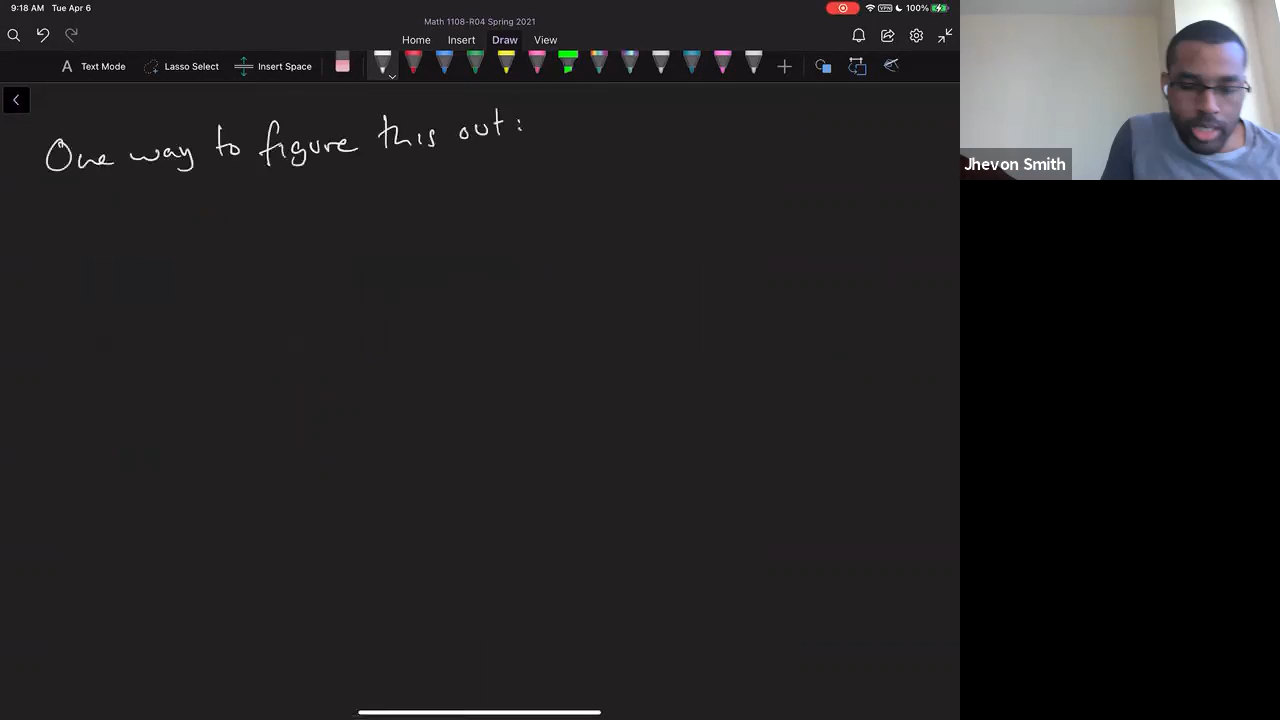 9:18 AM Tue Apr 6
100%
Math 1108-R04 Spring 2021
Home Insert Draw View
A Text Mode Lasso Select Insert Space
One way to figure this out:
Jhevon Smith